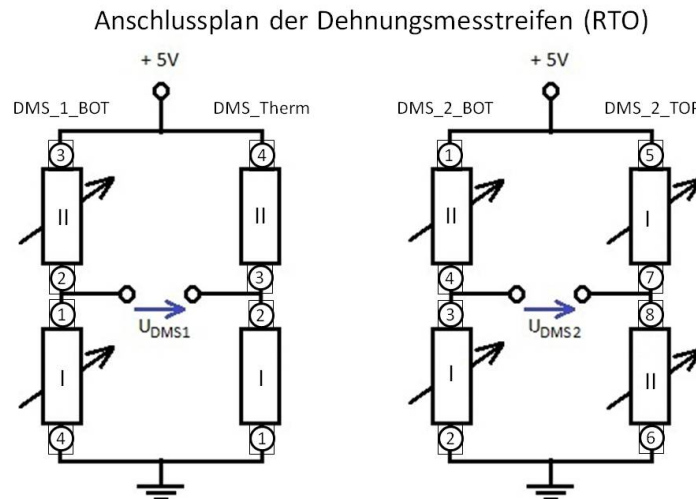 Anschlussplan der Dehnungsmesstreifen (RTO)
+ 5V
+ 5V
DMS_1_BOT
DMS_Therm
DMS_2_BOT
DMS_2_TOP
3
4
1
5
II
II
II
I
2
3
4
7
1
2
3
8
UDMS1
UDMS2
I
I
I
II
4
1
2
6